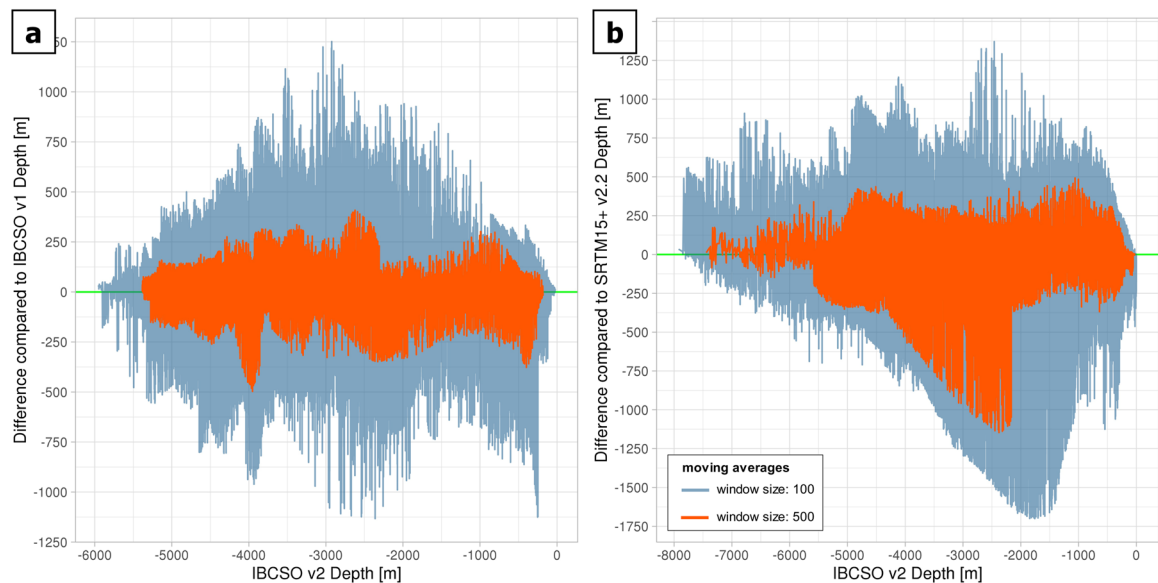 a
50
1000
750
500
250
0
-250
-500
-750
-1000
-1250
Difference compared to IBCSO v1 Depth [m]
-6000 -5000 -4000 -3000 -2000 -1000 0
IBCSO v2 Depth [m]
b
1250
1000
750
500
250
0
-250
-500
-750
-1000
-1250
-1500
-1750
Difference compared to SRTM15+ v2.2 Depth [m]
moving averages
window size: 100
window size: 500
-8000 -7000 -6000 -5000 -4000 -3000 -2000 -1000 0
IBCSO v2 Depth [m]